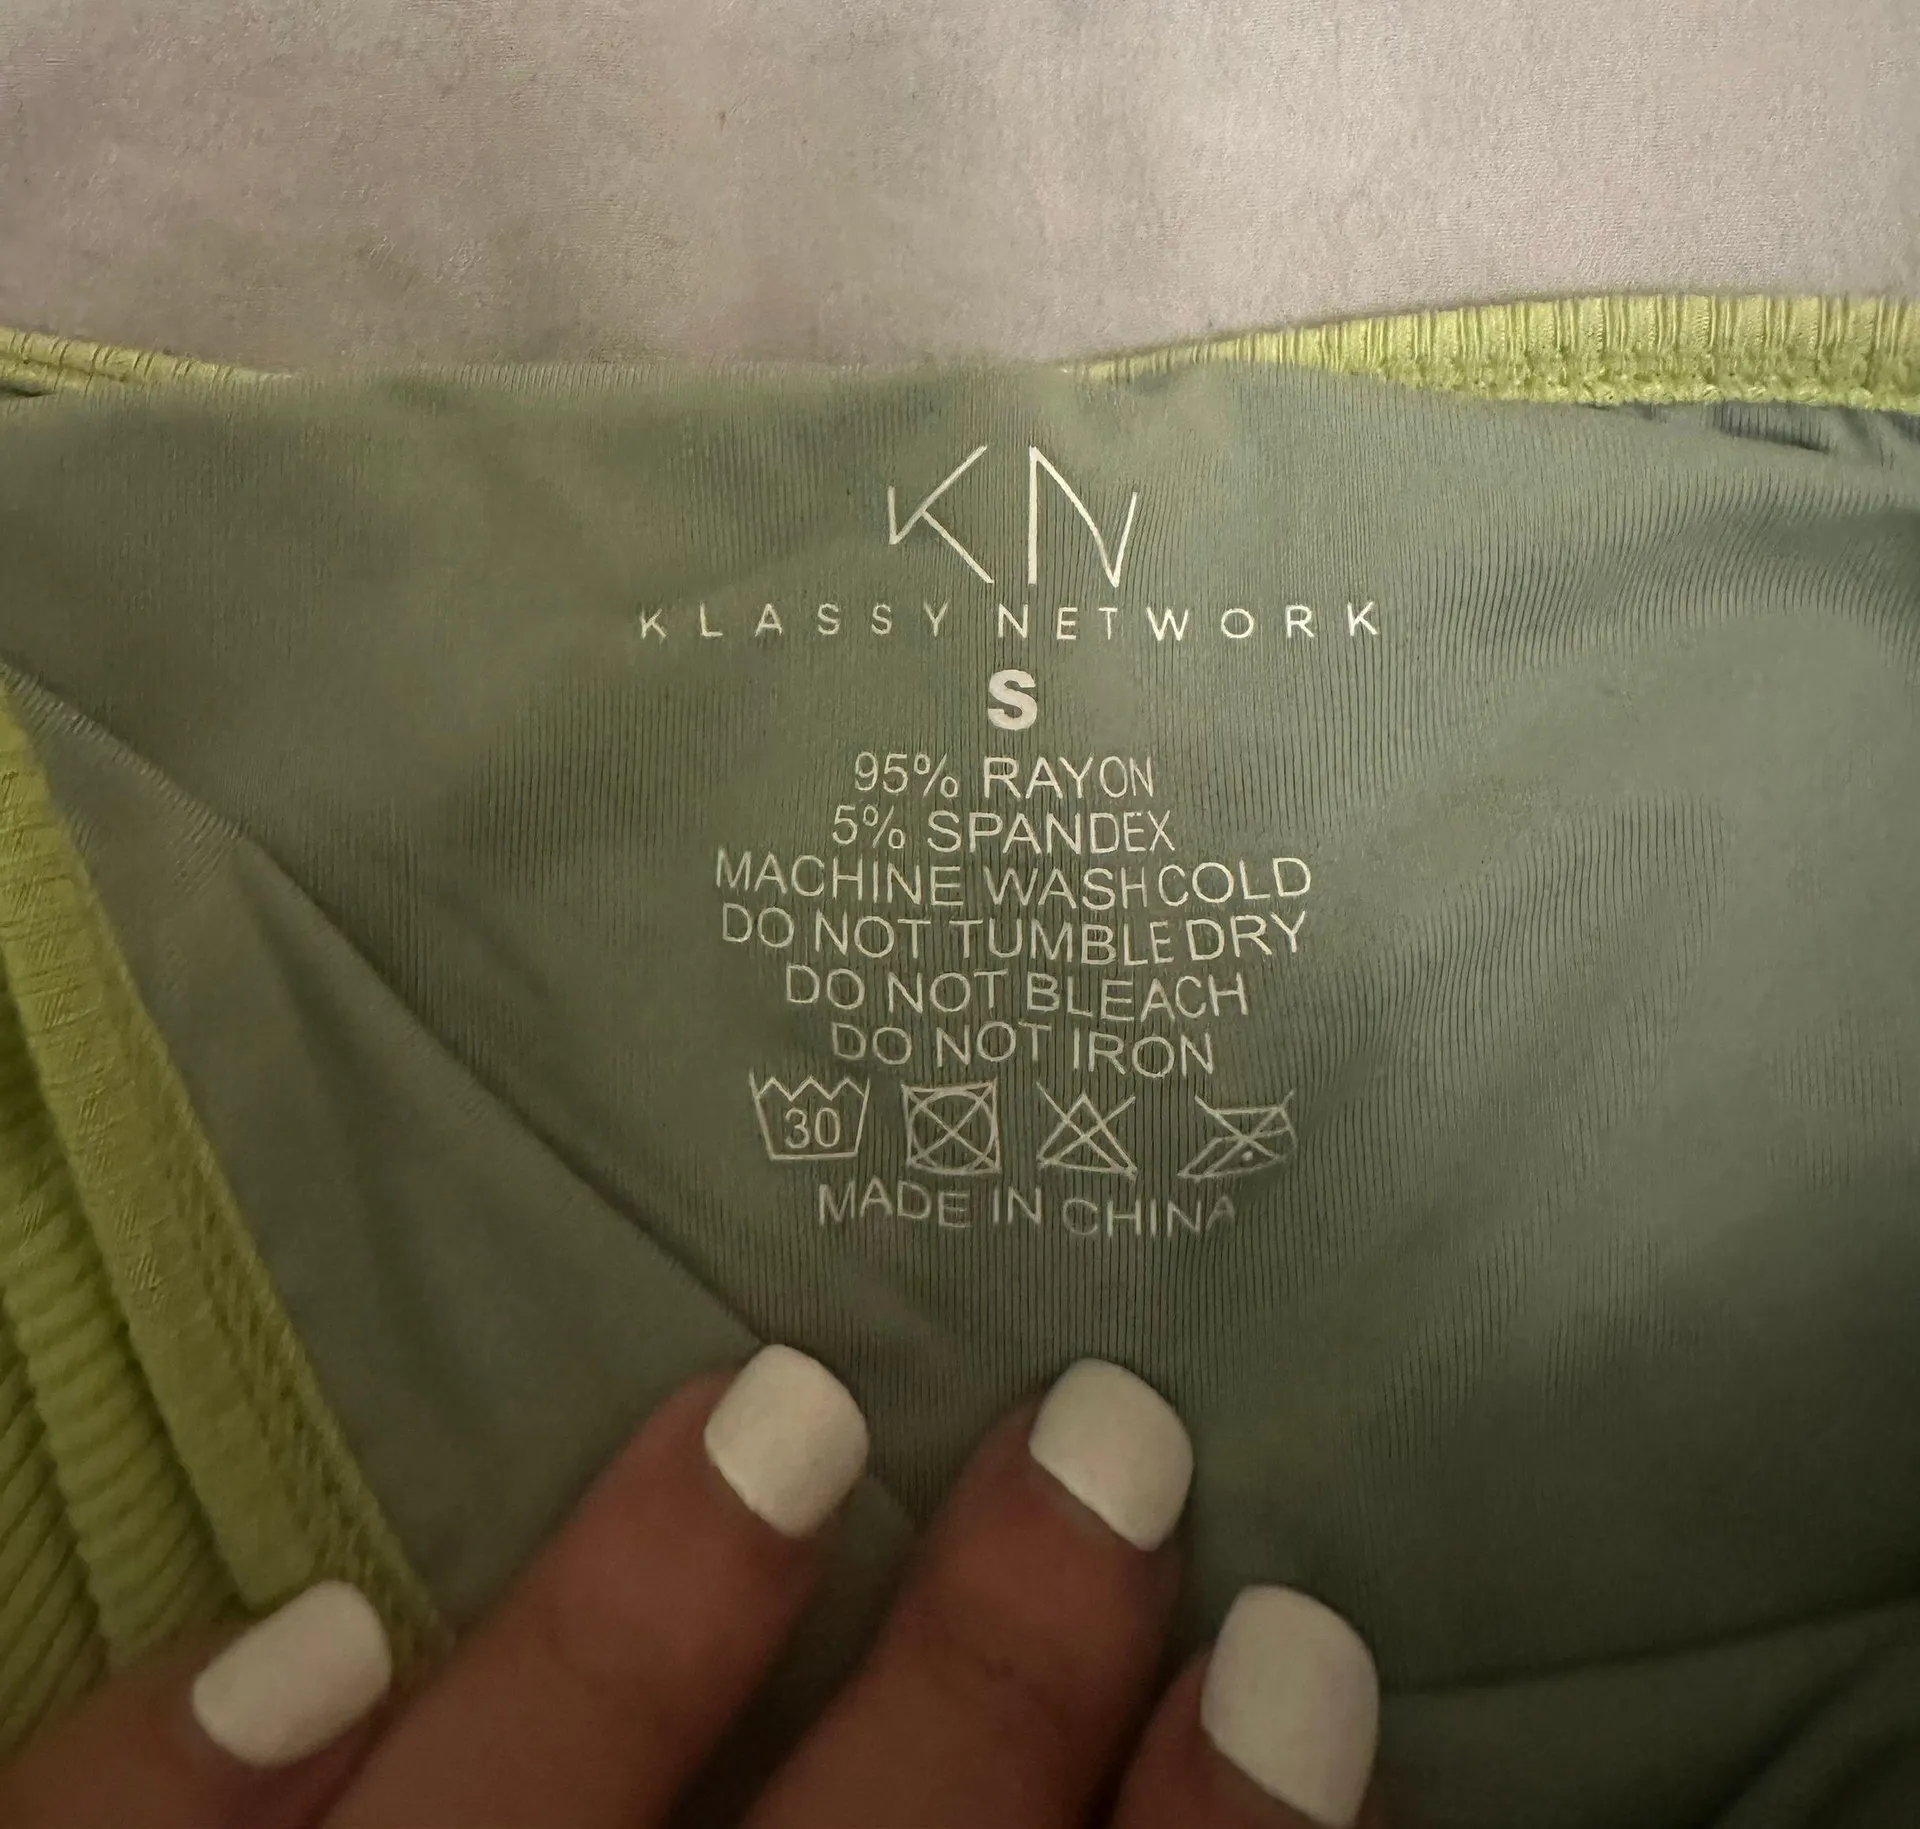 KN
KLASSY NETWORK
S
95% RAYON
5% SPANDEX
MACHINE WASH COLD
DO NOT TUMBLE DRY
DO NOT BLEACH
DO NOT IRON
30
MADE IN CHINA